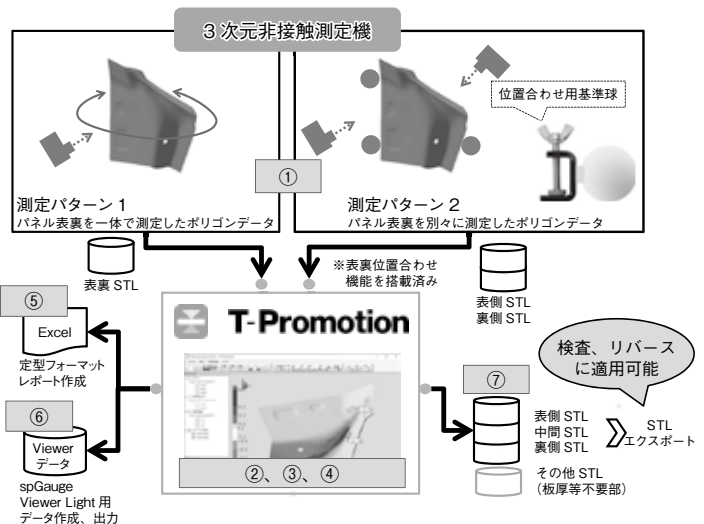 3次元非接触測定機
位置合わせ用基準球
①
測定パターン1
パネル表裏を一体で測定したポリゴンデータ
測定パターン2
パネル表裏を別々に測定したポリゴンデータ
表裏 STL
※表裏位置合わせ
機能を搭載済み
表側 STL
裏側 STL
⑤
Excel
定型フォーマット
レポート作成
⑥
Viewer
データ
spGauge
Viewer Light 用
データ作成、出力
T-Promotion
②、③、④
検査、リバース
に適用可能
⑦
表側 STL
中間 STL
裏側 STL
STL
エクスポート
その他 STL
（板厚等不要部）